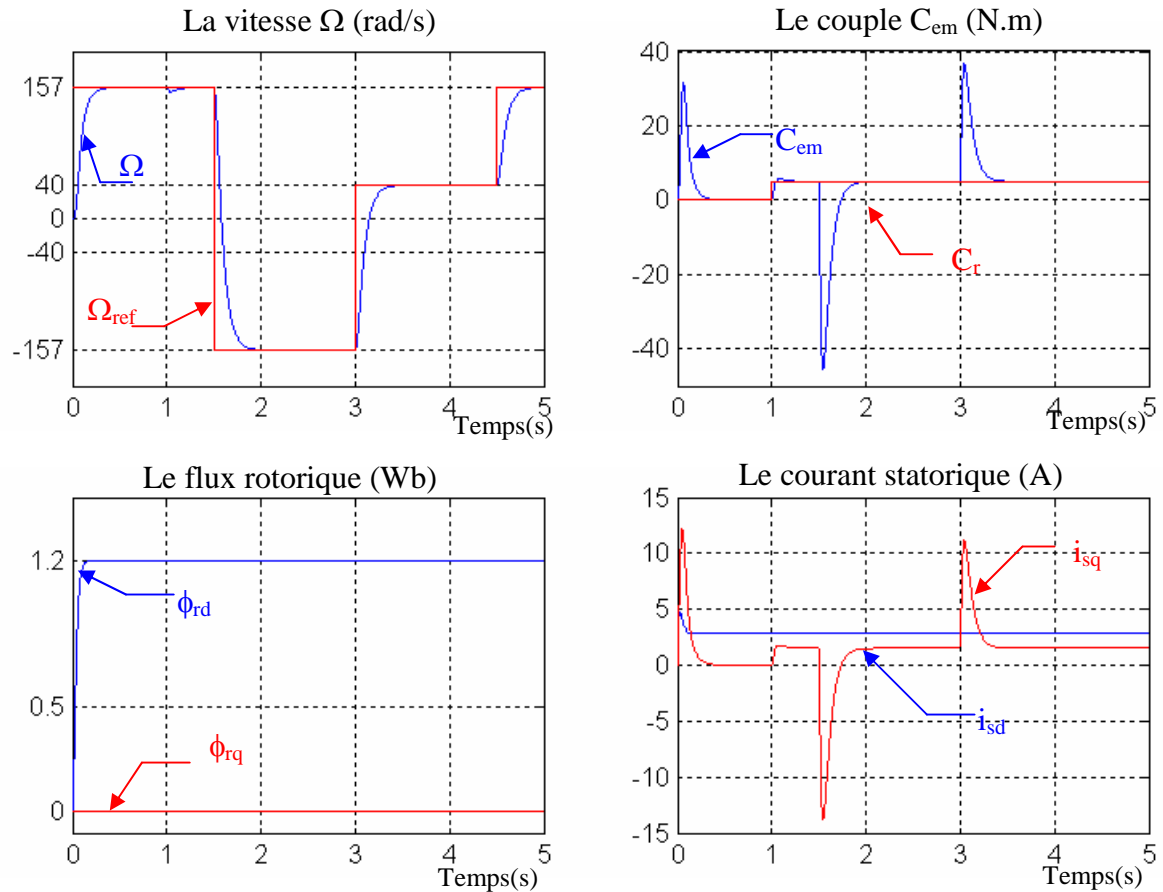 La vitesse Ω (rad/s)
157
40
0
-40
-157
Ω
Ωref
0 1 2 3 4 5
Temps(s)
Le couple Cem (N.m)
40
20
0
-20
-40
Cem
Cr
0 1 2 3 4 5
Temps(s)
Le flux rotorique (Wb)
1.2
0.5
0
ϕrd
ϕrq
0 1 2 3 4 5
Temps(s)
Le courant statorique (A)
15
10
5
0
-5
-10
-15
isq
isd
0 1 2 3 4 5
Temps(s)